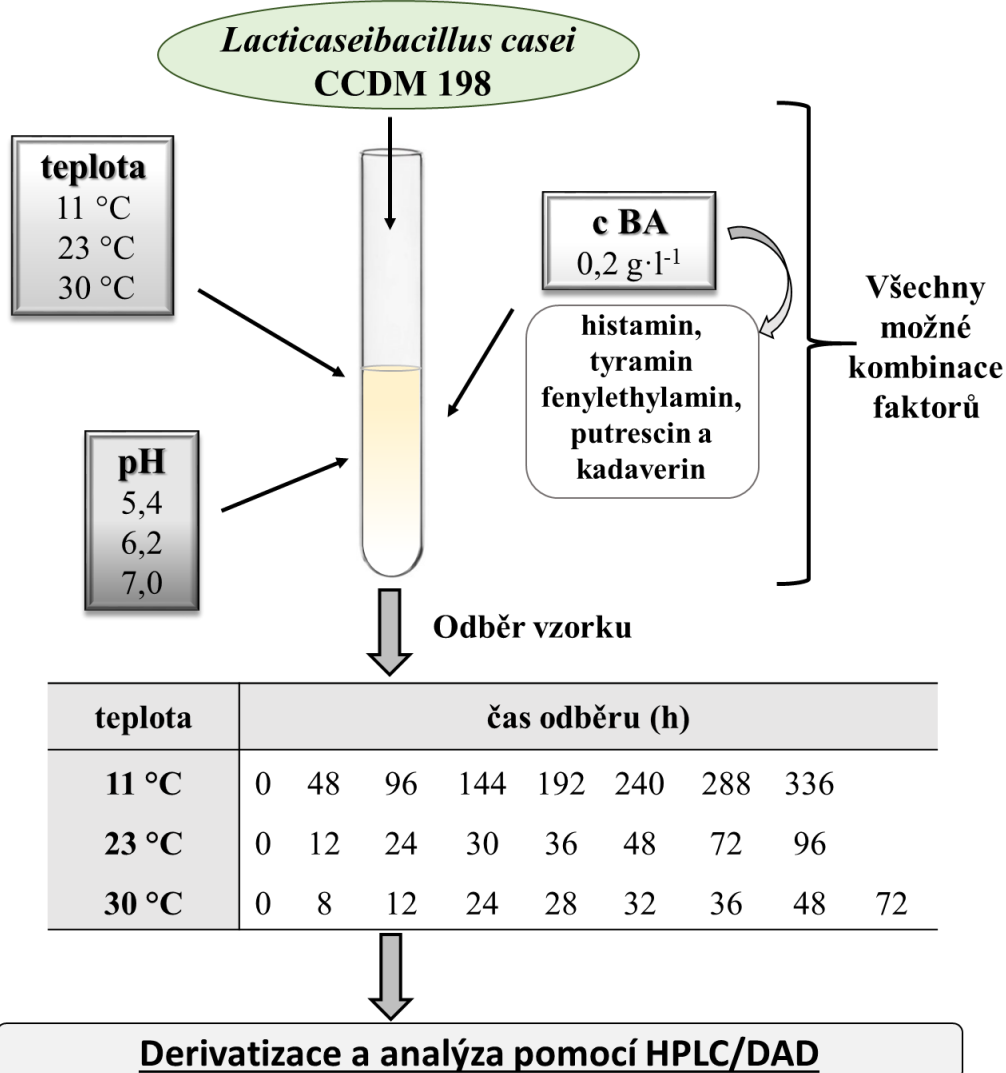 Lacticaseibacillus casei
CCDM 198
teplota
11 °C
23 °C
30 °C
c BA
0,2 g·l⁻¹
histamin,
tyramin
fenylethylamin,
putrescin a
kadaverin
Všechny
možné
kombinace
faktorů
pH
5,4
6,2
7,0
Odběr vzorku
teplota čas odběru (h)
11 °C 0 48 96 144 192 240 288 336
23 °C 0 12 24 30 36 48 72 96
30 °C 0 8 12 24 28 32 36 48 72
Derivatizace a analýza pomocí HPLC/DAD